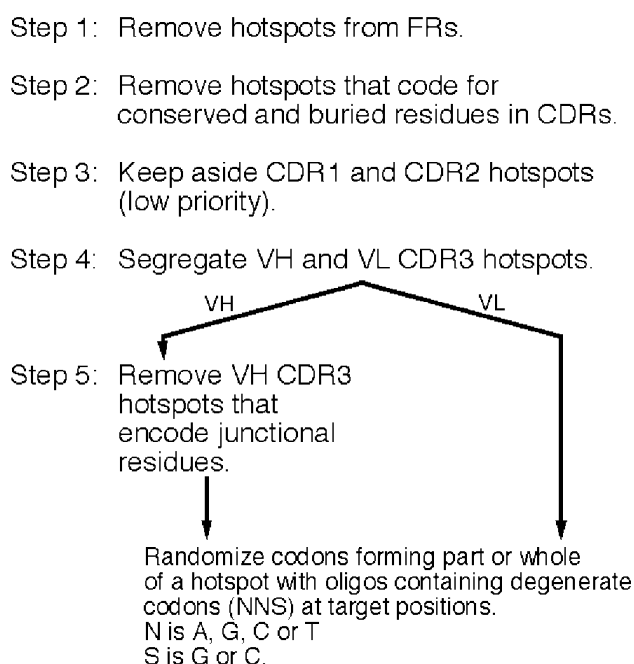 Step 1: Remove hotspots from FRs.
Step 2: Remove hotspots that code for
conserved and buried residues in CDRs.
Step 3: Keep aside CDR1 and CDR2 hotspots
(low priority).
Step 4: Segregate VH and VL CDR3 hotspots.
VH VL
Step 5: Remove VH CDR3
hotspots that
encode junctional
residues.
Randomize codons forming part or whole
of a hotspot with oligos containing degenerate
codons (NNS) at target positions.
N is A, G, C or T
S is G or C.